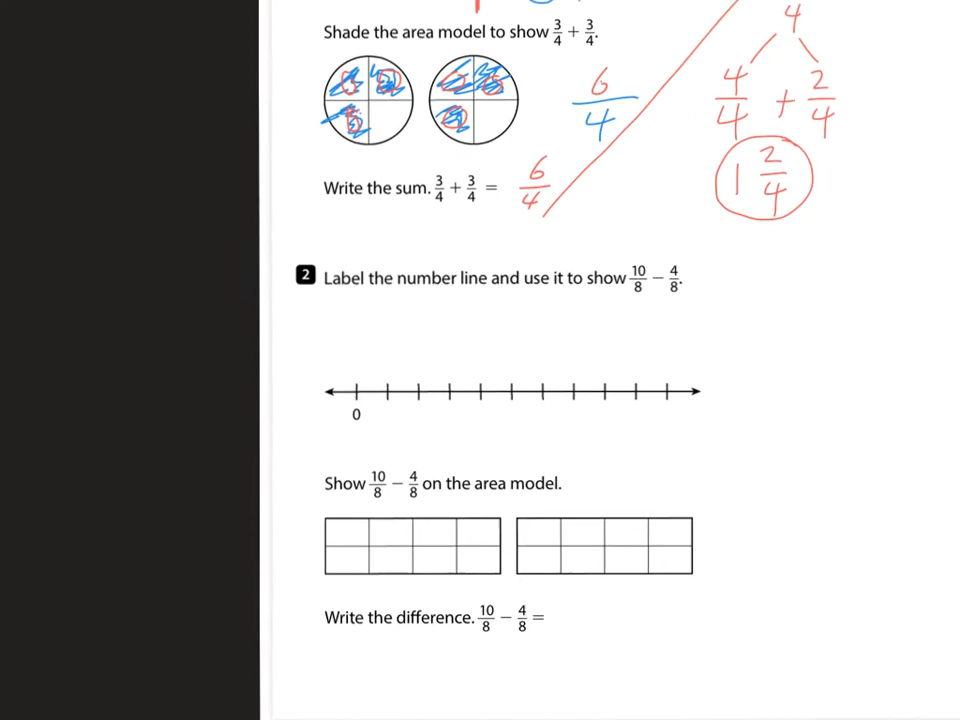 4
Shade the area model to show 3/4 + 3/4.
6/4
4/4 + 2/4
Write the sum. 3/4 + 3/4 = 6/4
1 2/4
2 Label the number line and use it to show 10/8 − 4/8.
0
Show 10/8 − 4/8 on the area model.
Write the difference. 10/8 − 4/8 =